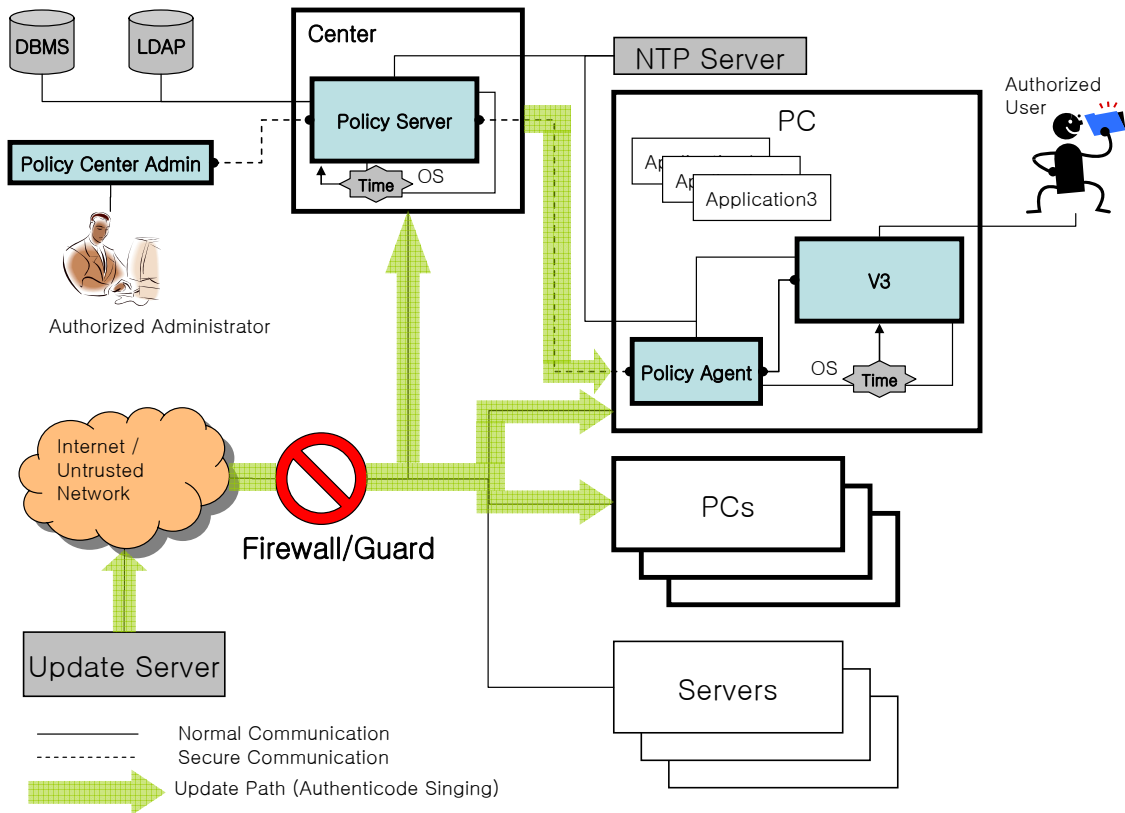 DBMS
LDAP
Center
NTP Server
Authorized
User
Policy Server
PC
Policy Center Admin
Time
OS
Application3
V3
Authorized Administrator
Policy Agent
OS
Time
Internet /
Untrusted
Network
PCs
Firewall/Guard
Update Server
Servers
Normal Communication
Secure Communication
Update Path (Authenticode Singing)